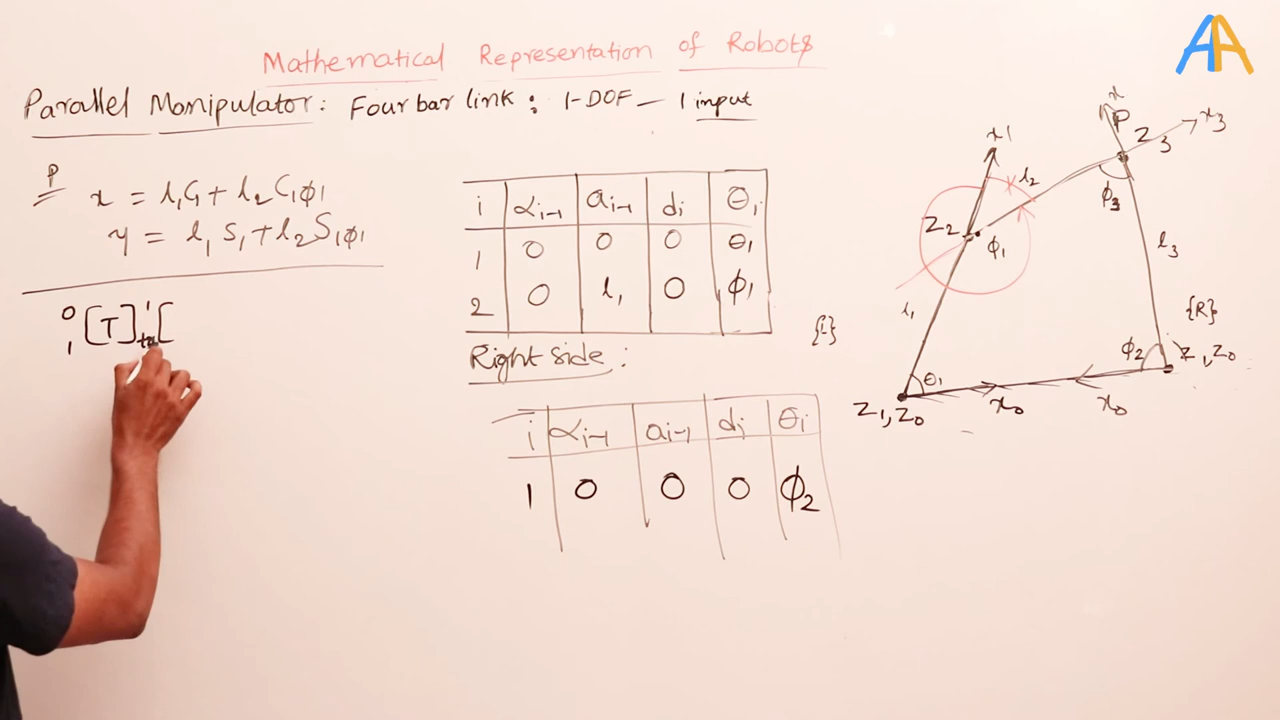 AA
Mathematical Representation of Robots
Parallel Manipulator: Four bar link: 1-DOF — 1 input
P
x = l₁C₁ + l₂C₁ϕ₁
y = l₁S₁ + l₂S₁ϕ₁
⁰₁[T] ¹ₜₒ[
i αᵢ₋₁ aᵢ₋₁ dᵢ θᵢ
1 0 0 0 θ₁
2 0 l₁ 0 ϕ₁
Right side:
i αᵢ₋₁ aᵢ₋₁ dᵢ θᵢ
1 0 0 0 ϕ₂
x
P
x₃
Z₃
x1
l₂
Z₂
ϕ₁
ϕ₃
l₃
l₁
{R}
{L}
ϕ₂
Z₁, Z₀
θ₁
Z₁, Z₀
x₀
x₀